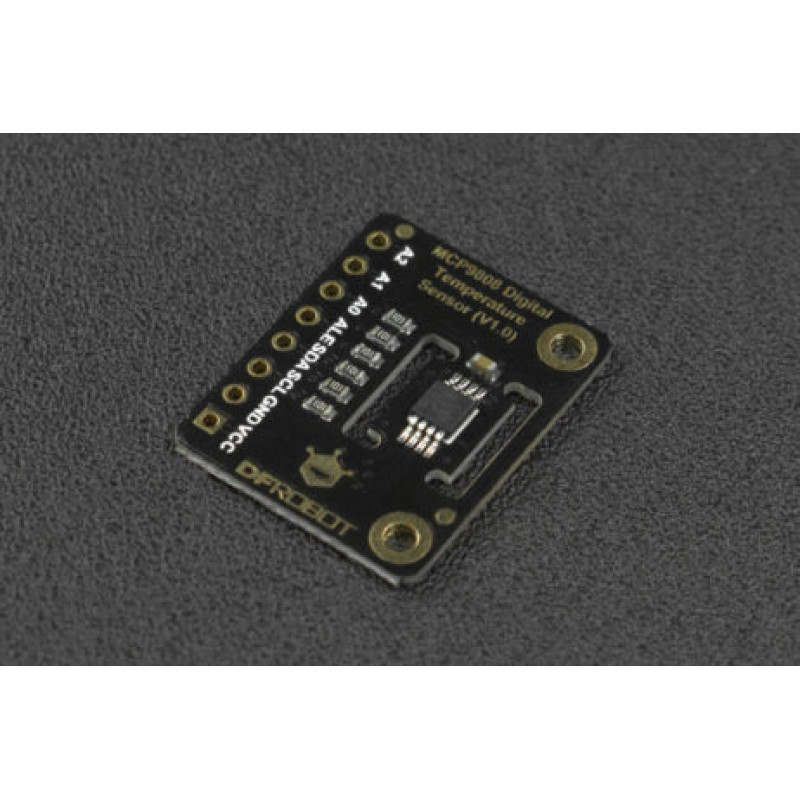 MCP9808 Digital
Temperature
Sensor (V1.0)
A2
A1
A0
ALE
SDA
SCL
GND
VCC
DFROBOT